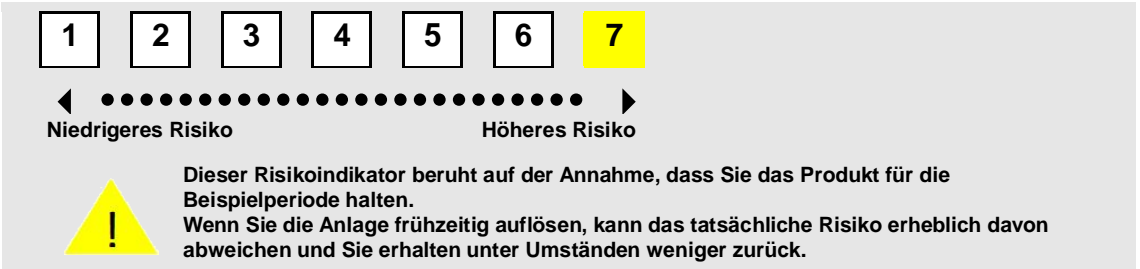 1 2 3 4 5 6 7
Niedrigeres Risiko Höheres Risiko
Dieser Risikoindikator beruht auf der Annahme, dass Sie das Produkt für die
Beispielperiode halten.
Wenn Sie die Anlage frühzeitig auflösen, kann das tatsächliche Risiko erheblich davon
abweichen und Sie erhalten unter Umständen weniger zurück.
!